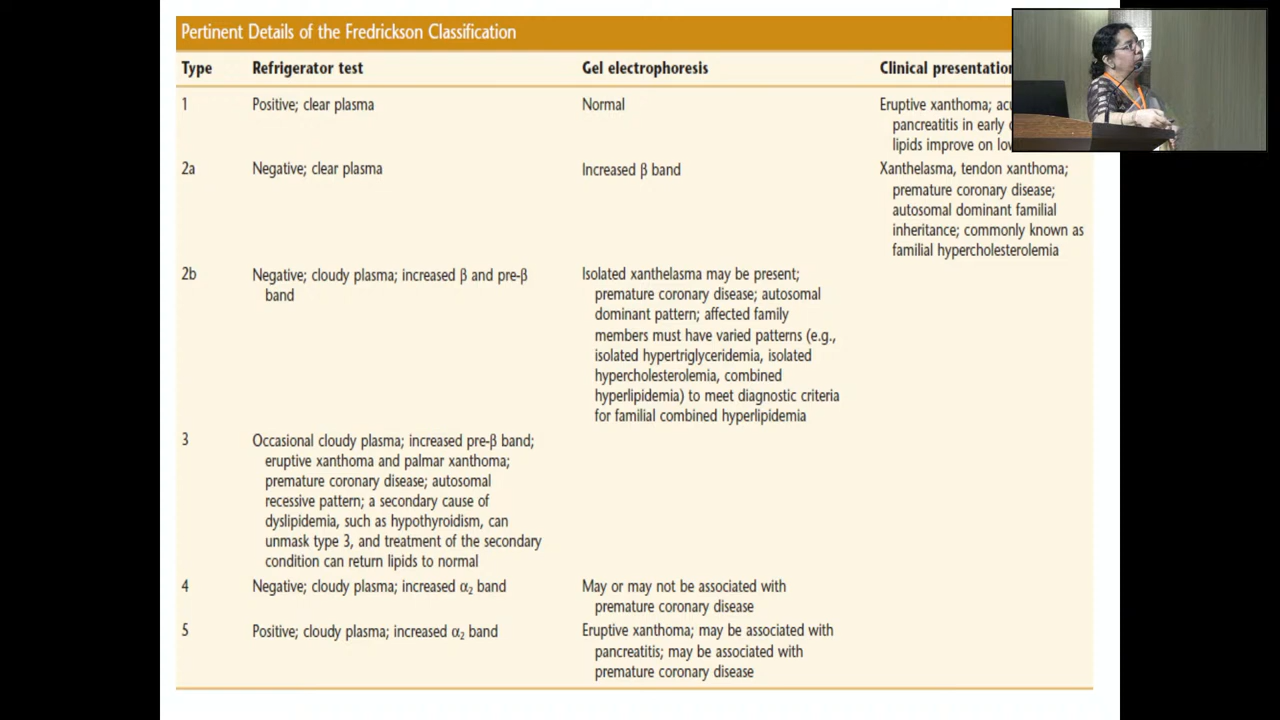 Pertinent Details of the Fredrickson Classification
Type Refrigerator test Gel electrophoresis Clinical
1 Positive; clear plasma Normal Eruptive xanthoma;
pancreatitis in early
lipids improve on
2a Negative; clear plasma Increased β band Xanthelasma, tendon xanthoma;
premature coronary disease;
autosomal dominant familial
inheritance; commonly known as
familial hypercholesterolemia
2b Negative; cloudy plasma; increased β and pre-β
band
Isolated xanthelasma may be present;
premature coronary disease; autosomal
dominant pattern; affected family
members must have varied patterns (e.g.,
isolated hypertriglyceridemia, isolated
hypercholesterolemia, combined
hyperlipidemia) to meet diagnostic criteria
for familial combined hyperlipidemia
3 Occasional cloudy plasma; increased pre-β band;
eruptive xanthoma and palmar xanthoma;
premature coronary disease; autosomal
recessive pattern; a secondary cause of
dyslipidemia, such as hypothyroidism, can
unmask type 3, and treatment of the secondary
condition can return lipids to normal
4 Negative; cloudy plasma; increased α₂ band May or may not be associated with
premature coronary disease
5 Positive; cloudy plasma; increased α₂ band Eruptive xanthoma; may be associated with
pancreatitis; may be associated with
premature coronary disease